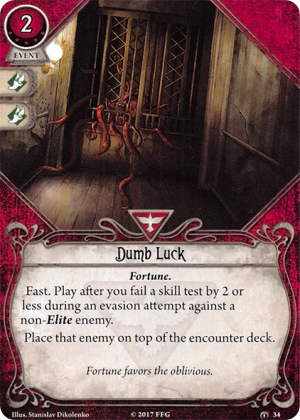 2
EVENT
Dumb Luck
Fortune.
Fast. Play after you fail a skill test by 2 or
less during an evasion attempt against a
non-Elite enemy.
Place that enemy on top of the encounter deck.
Fortune favors the oblivious.
Illus. Stanislav Dikolenko
© 2017 FFG
34